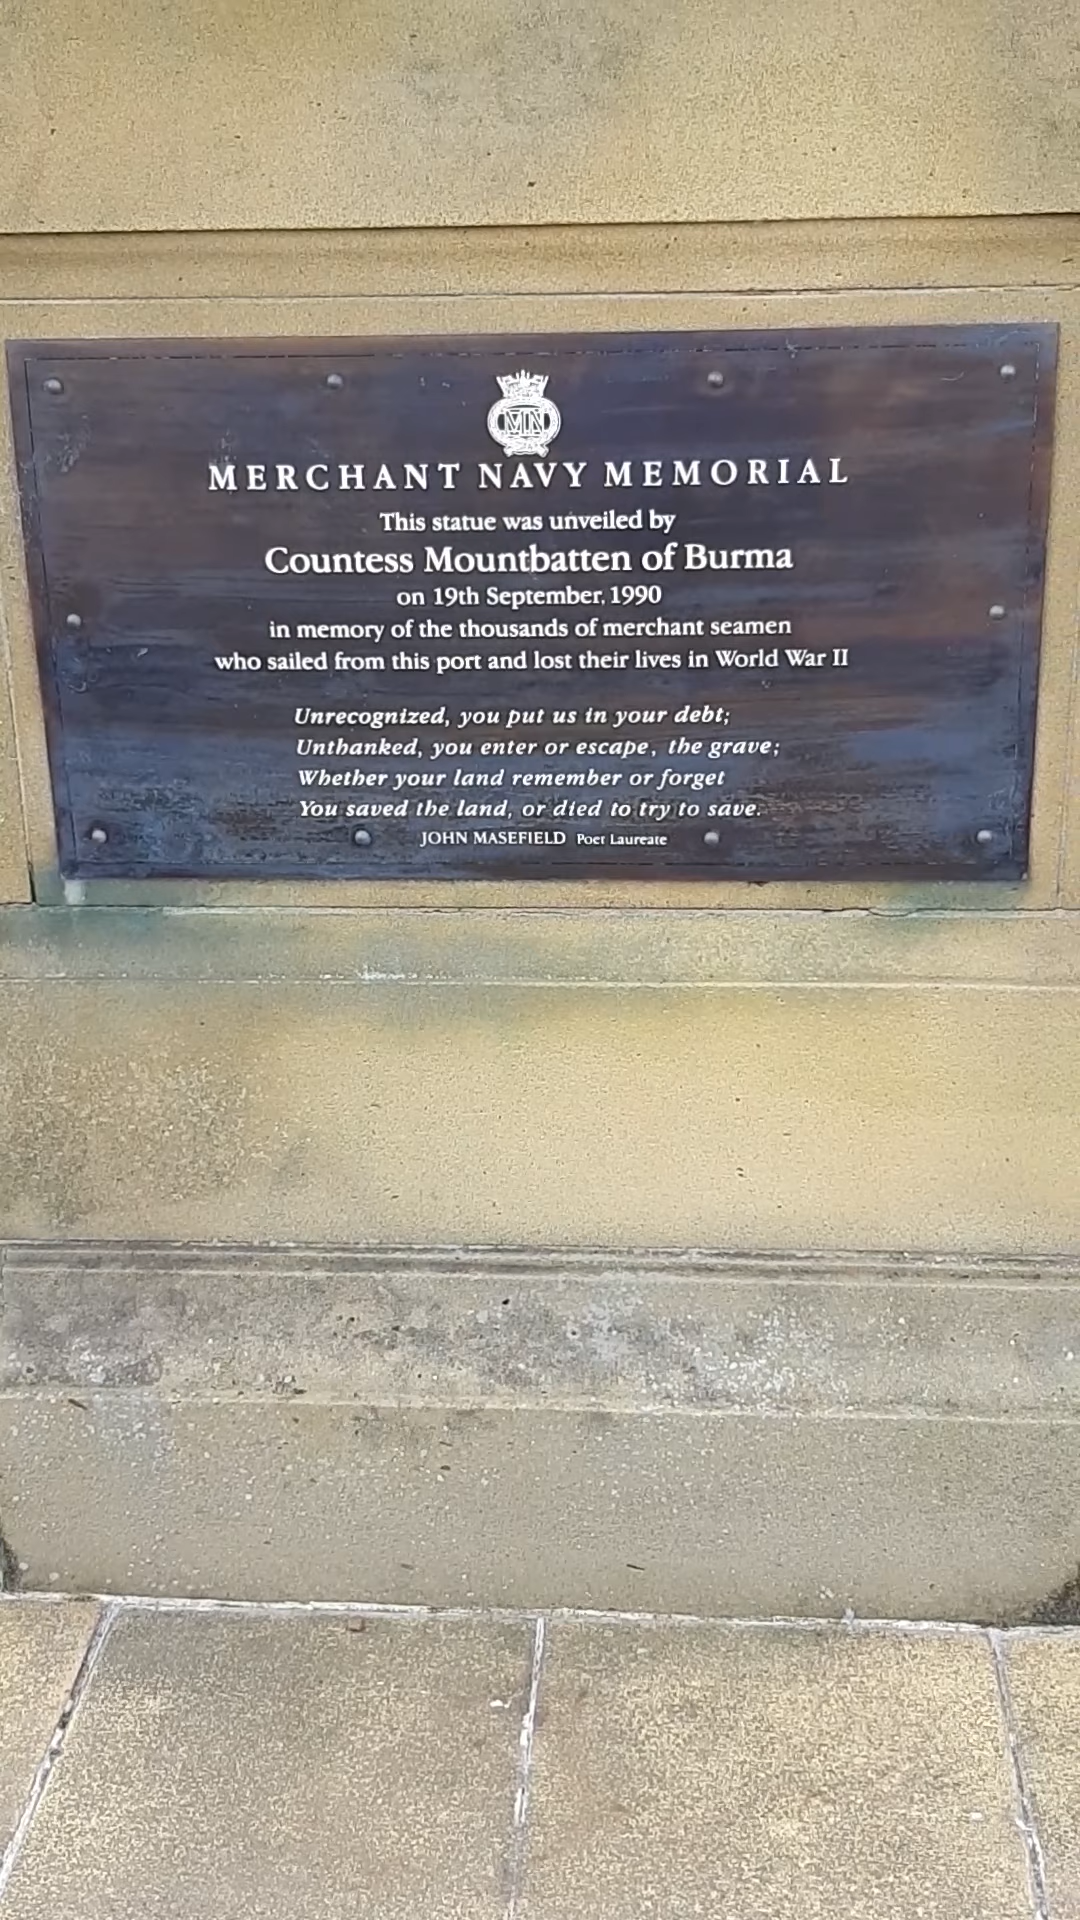 MN
MERCHANT NAVY MEMORIAL
This statue was unveiled by
Countess Mountbatten of Burma
on 19th September, 1990
in memory of the thousands of merchant seamen
who sailed from this port and lost their lives in World War II
Unrecognized, you put us in your debt;
Unthanked, you enter or escape, the grave;
Whether your land remember or forget
You saved the land, or died to try to save.
JOHN MASEFIELD Poet Laureate